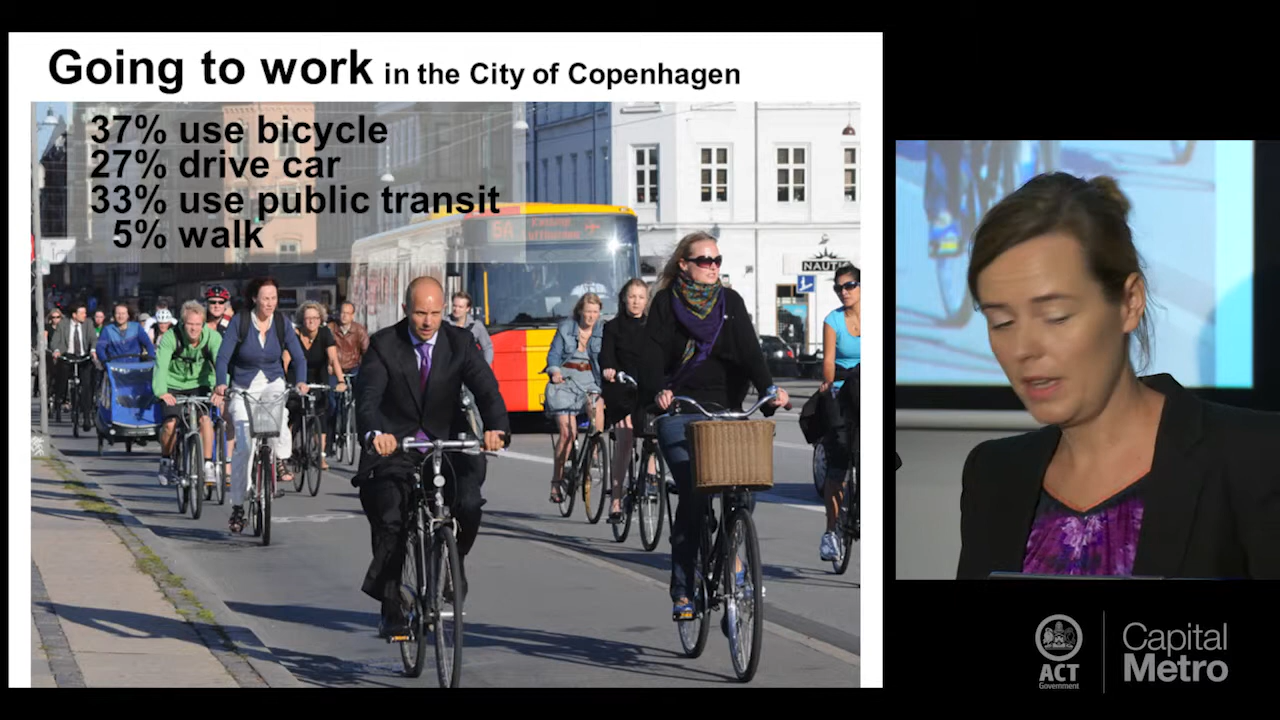 Going to work in the City of Copenhagen
37% use bicycle
27% drive car
33% use public transit
5% walk
NAUTIC
ACT
Government
Capital
Metro